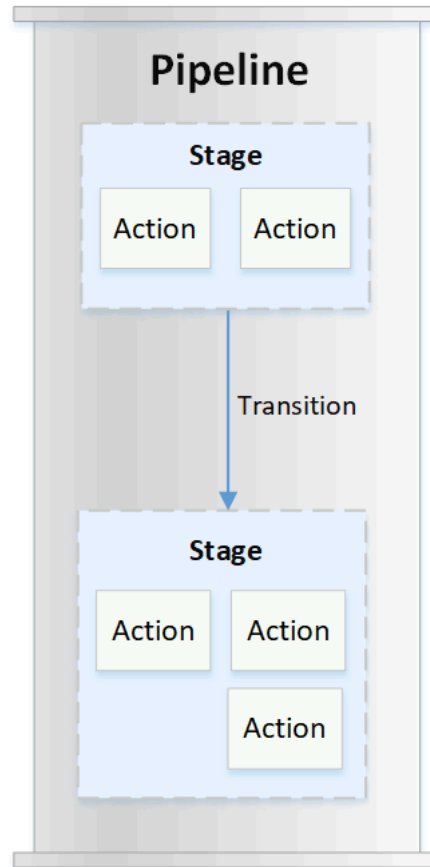 Pipeline
Stage
Action Action
Transition
Stage
Action Action
Action